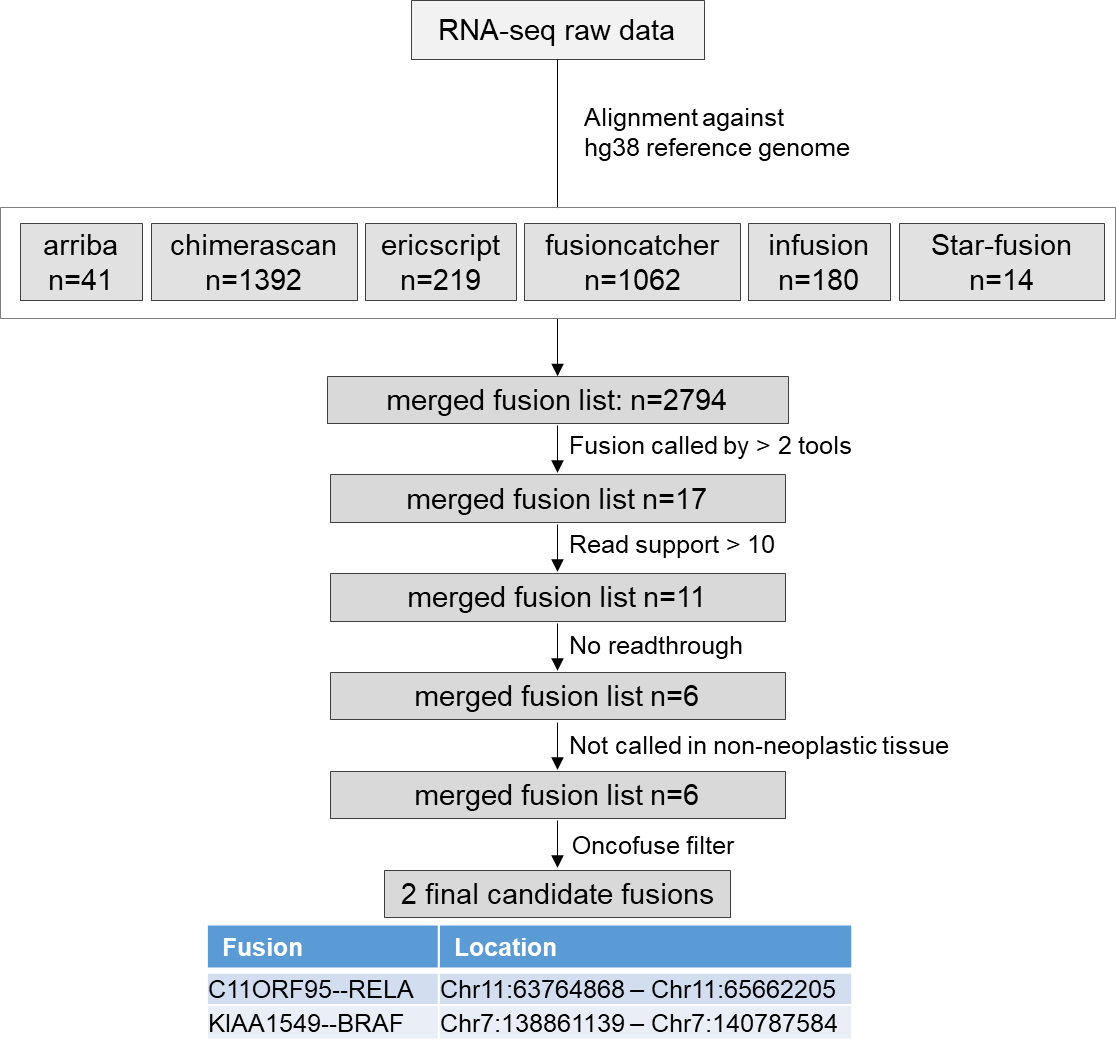 RNA-seq raw data
Alignment against
hg38 reference genome
arriba
n=41
chimerascan
n=1392
ericscript
n=219
fusioncatcher
n=1062
infusion
n=180
Star-fusion
n=14
merged fusion list: n=2794
Fusion called by > 2 tools
merged fusion list n=17
Read support > 10
merged fusion list n=11
No readthrough
merged fusion list n=6
Not called in non-neoplastic tissue
merged fusion list n=6
Oncofuse filter
2 final candidate fusions
Fusion Location
C11ORF95--RELA Chr11:63764868 – Chr11:65662205
KIAA1549--BRAF Chr7:138861139 – Chr7:140787584